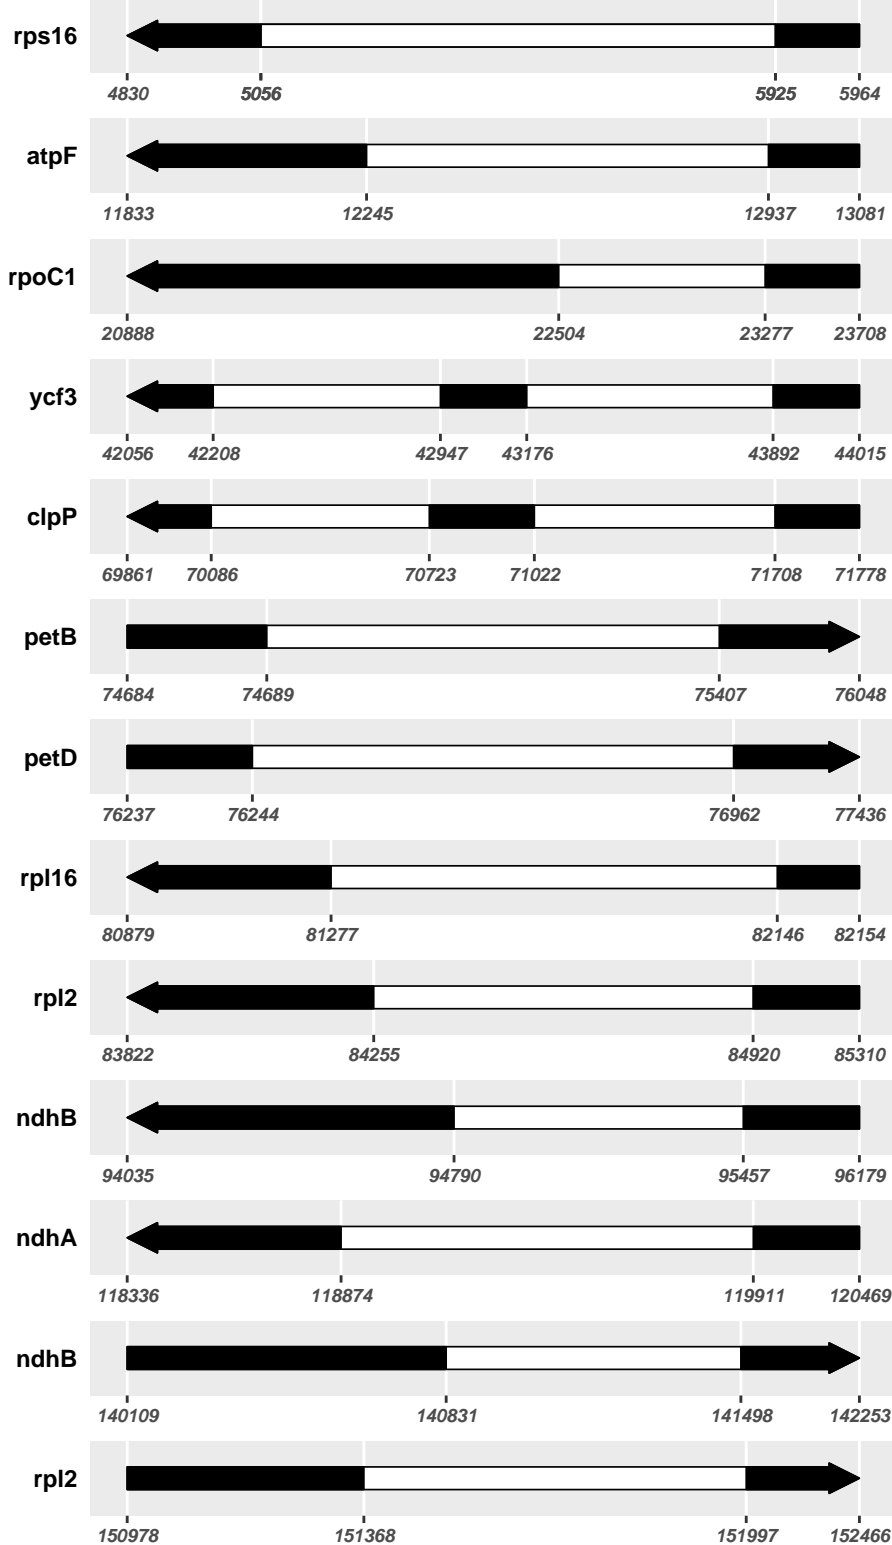 rps16
4830 5056 5925 5964
atpF
11833 12245 12937 13081
rpoC1
20888 22504 23277 23708
ycf3
42056 42208 42947 43176 43892 44015
clpP
69861 70086 70723 71022 71708 71778
petB
74684 74689 75407 76048
petD
76237 76244 76962 77436
rpl16
80879 81277 82146 82154
rpl2
83822 84255 84920 85310
ndhB
94035 94790 95457 96179
ndhA
118336 118874 119911 120469
ndhB
140109 140831 141498 142253
rpl2
150978 151368 151997 152466